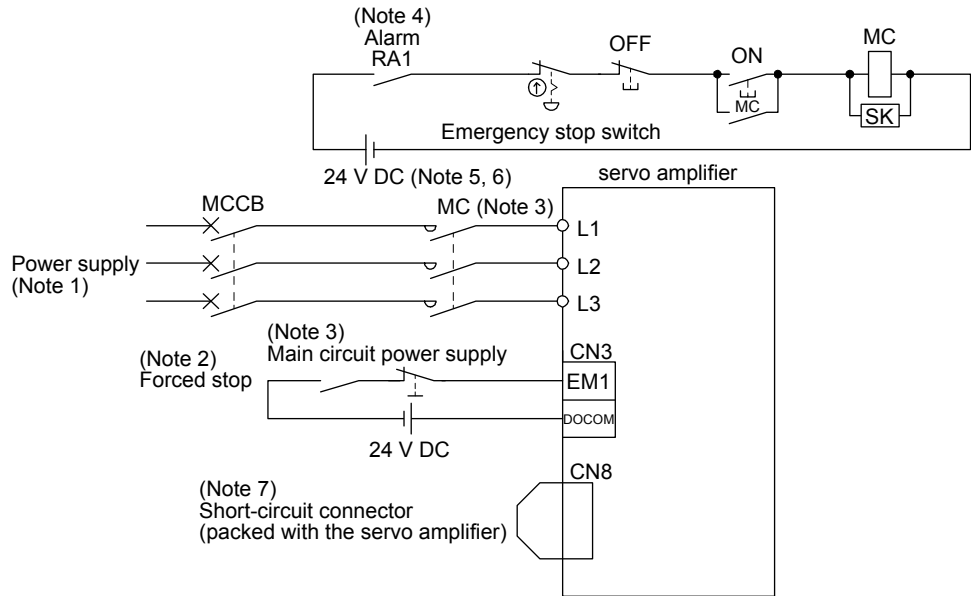 (Note 4)
Alarm
RA1
OFF
ON
MC
MC
SK
Emergency stop switch
24 V DC (Note 5, 6)
servo amplifier
MCCB
MC (Note 3)
L1
Power supply
(Note 1)
L2
L3
(Note 3)
Main circuit power supply
(Note 2)
Forced stop
CN3
EM1
DOCOM
24 V DC
CN8
(Note 7)
Short-circuit connector
(packed with the servo amplifier)